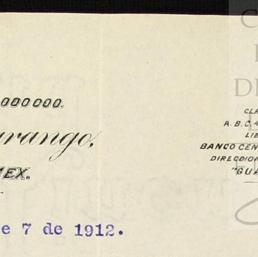 000000.
urango.
MEX.
e 7 de 1912.
CLA
A.B.C. 4
LIE
BANCO CEN
DIRECCION
"GUA
C
D